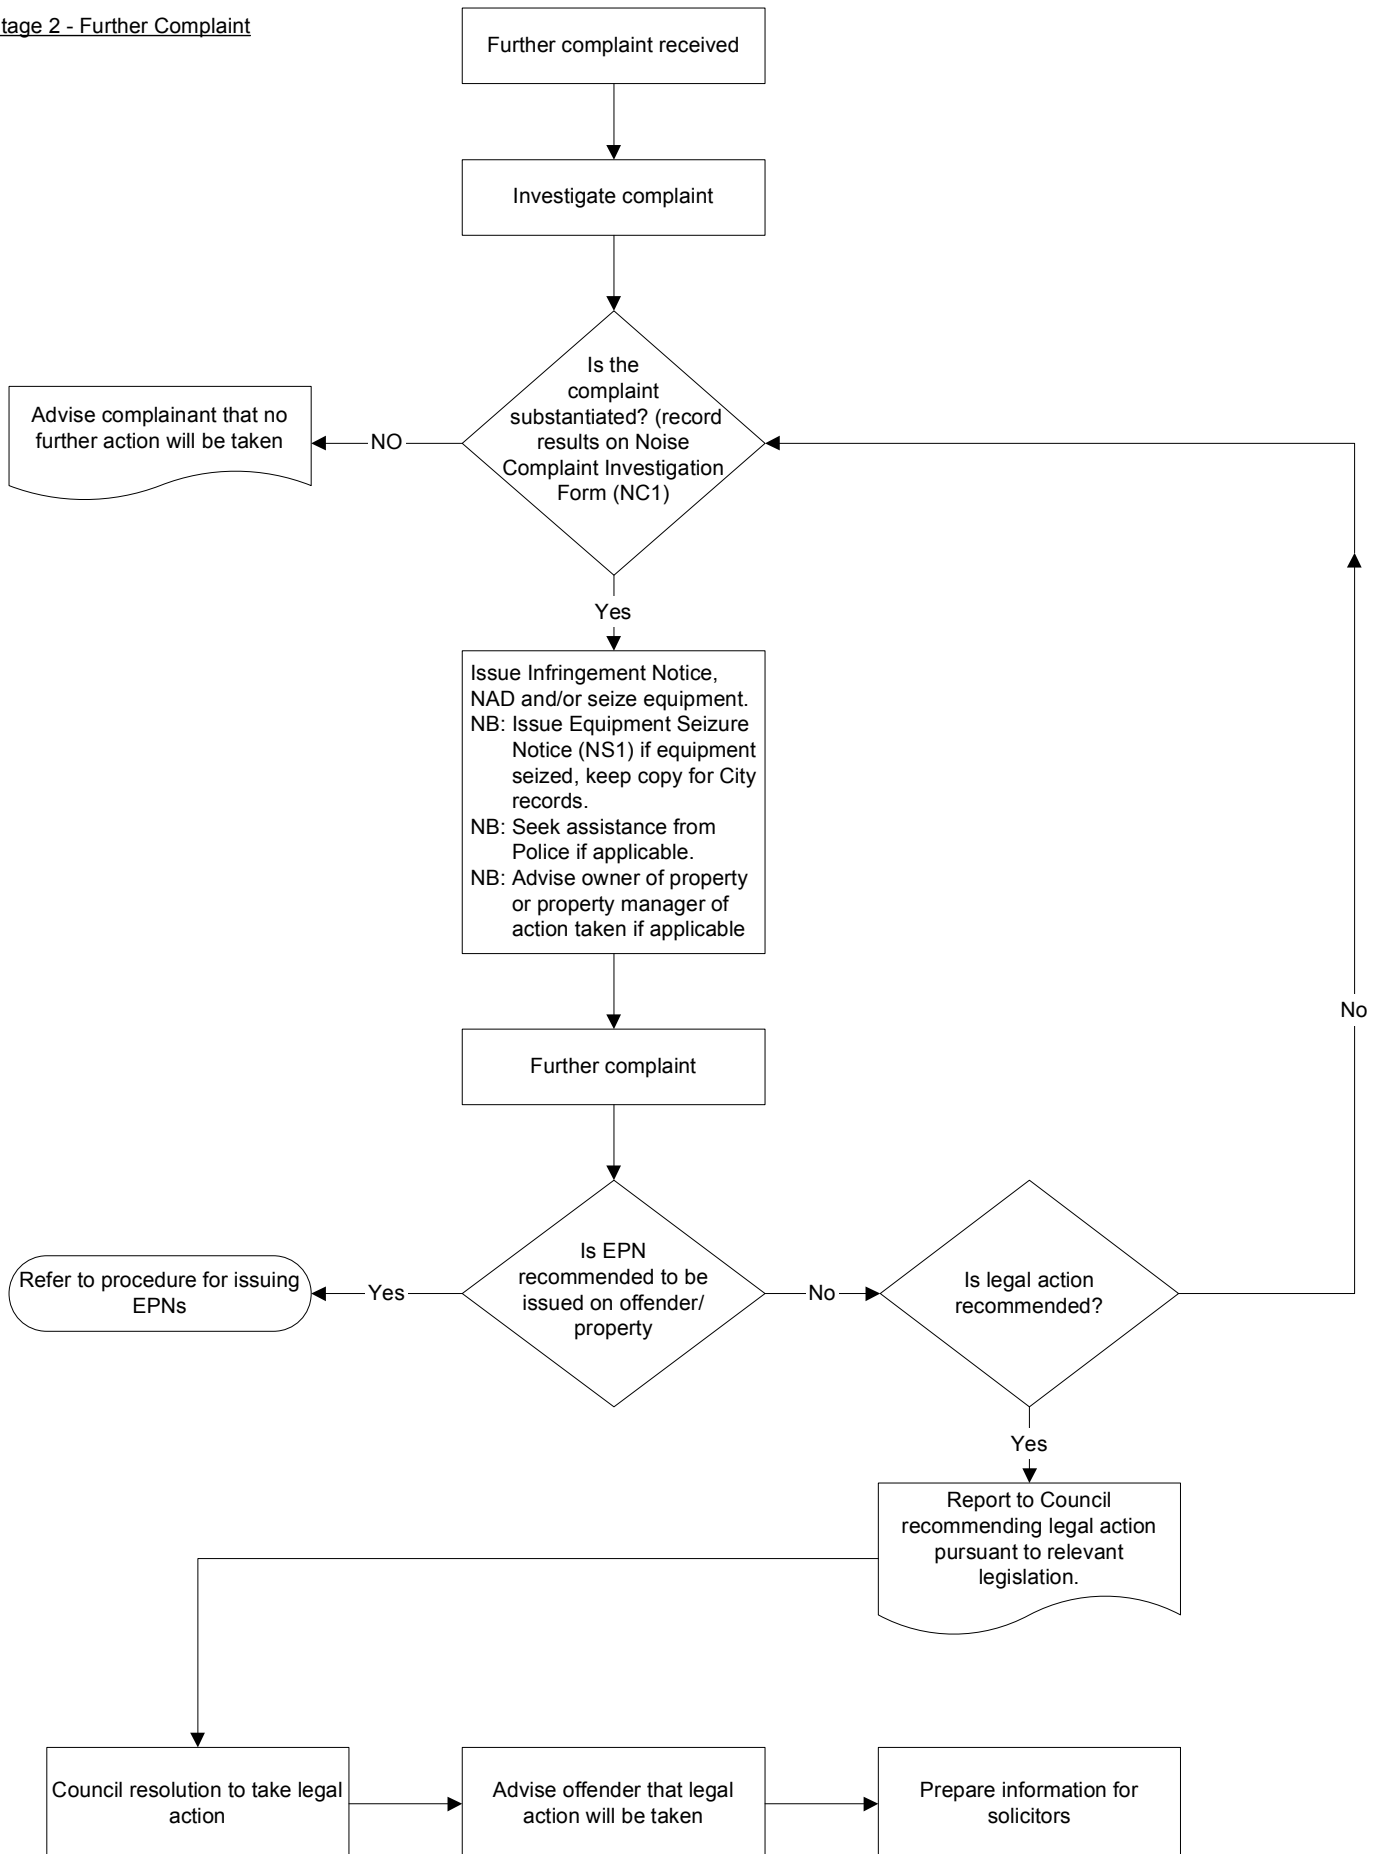 tage 2 - Further Complaint
Further complaint received
Investigate complaint
Is the
complaint
substantiated? (record
results on Noise
Complaint Investigation
Form (NC1)
Advise complainant that no
further action will be taken
NO
Yes
Issue Infringement Notice,
NAD and/or seize equipment.
NB: Issue Equipment Seizure
Notice (NS1) if equipment
seized, keep copy for City
records.
NB: Seek assistance from
Police if applicable.
NB: Advise owner of property
or property manager of
action taken if applicable
No
Further complaint
Is EPN
recommended to be
issued on offender/
property
Refer to procedure for issuing
EPNs
Yes
No
Is legal action
recommended?
Yes
Report to Council
recommending legal action
pursuant to relevant
legislation.
Council resolution to take legal
action
Advise offender that legal
action will be taken
Prepare information for
solicitors